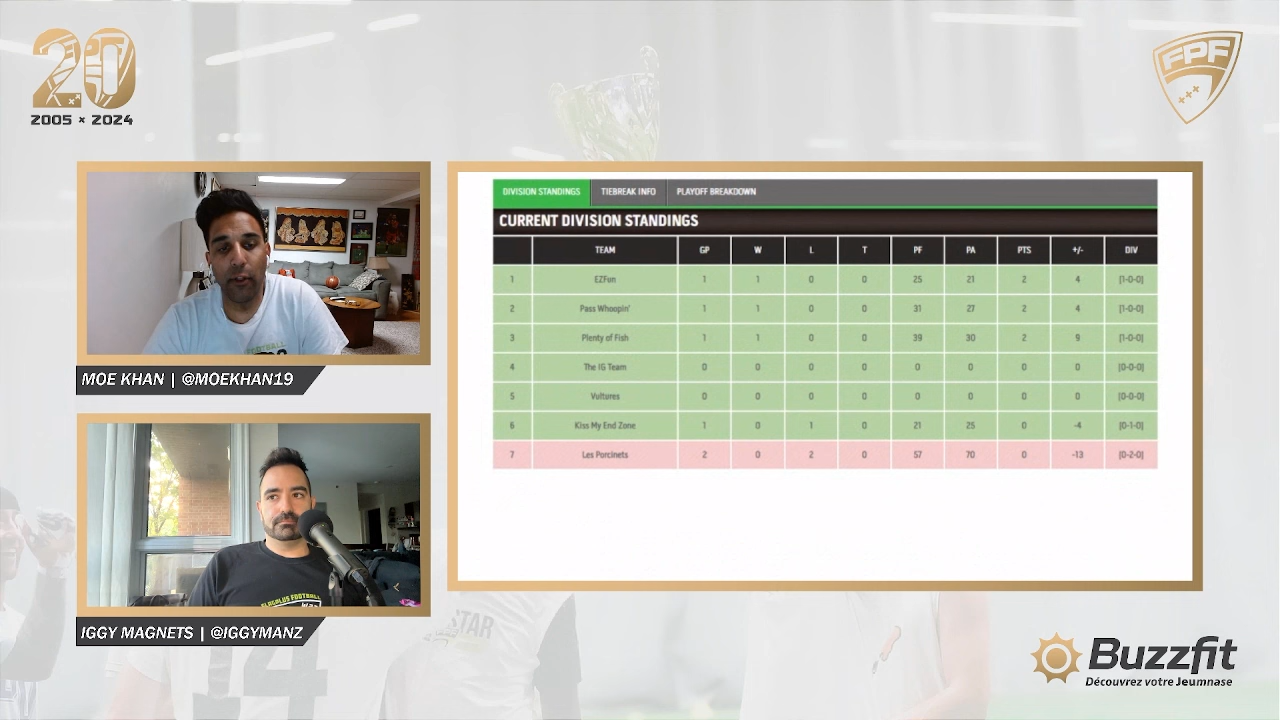 20
2005 × 2024
FPF
MOE KHAN | @MOEKHAN19
IGGY MAGNETS | @IGGYMANZ
DIVISION STANDINGS TIEBREAK INFO PLAYOFF BREAKDOWN
CURRENT DIVISION STANDINGS
TEAM GP W L T PF PA PTS +/- DIV
1 EZFun 1 1 0 0 25 21 2 4 [1-0-0]
2 Pass Whoopin' 1 1 0 0 31 27 2 4 [1-0-0]
3 Plenty of Fish 1 1 0 0 39 30 2 9 [1-0-0]
4 The IG Team 0 0 0 0 0 0 0 0 [0-0-0]
5 Vultures 0 0 0 0 0 0 0 0 [0-0-0]
6 Kiss My End Zone 1 0 1 0 21 25 0 -4 [0-1-0]
7 Les Porcinets 2 0 2 0 57 70 0 -13 [0-2-0]
FOOTBALL
FLAGPLUS FOOTBALL
STAR
14
Buzzfit
Découvrez votre Jeumnase